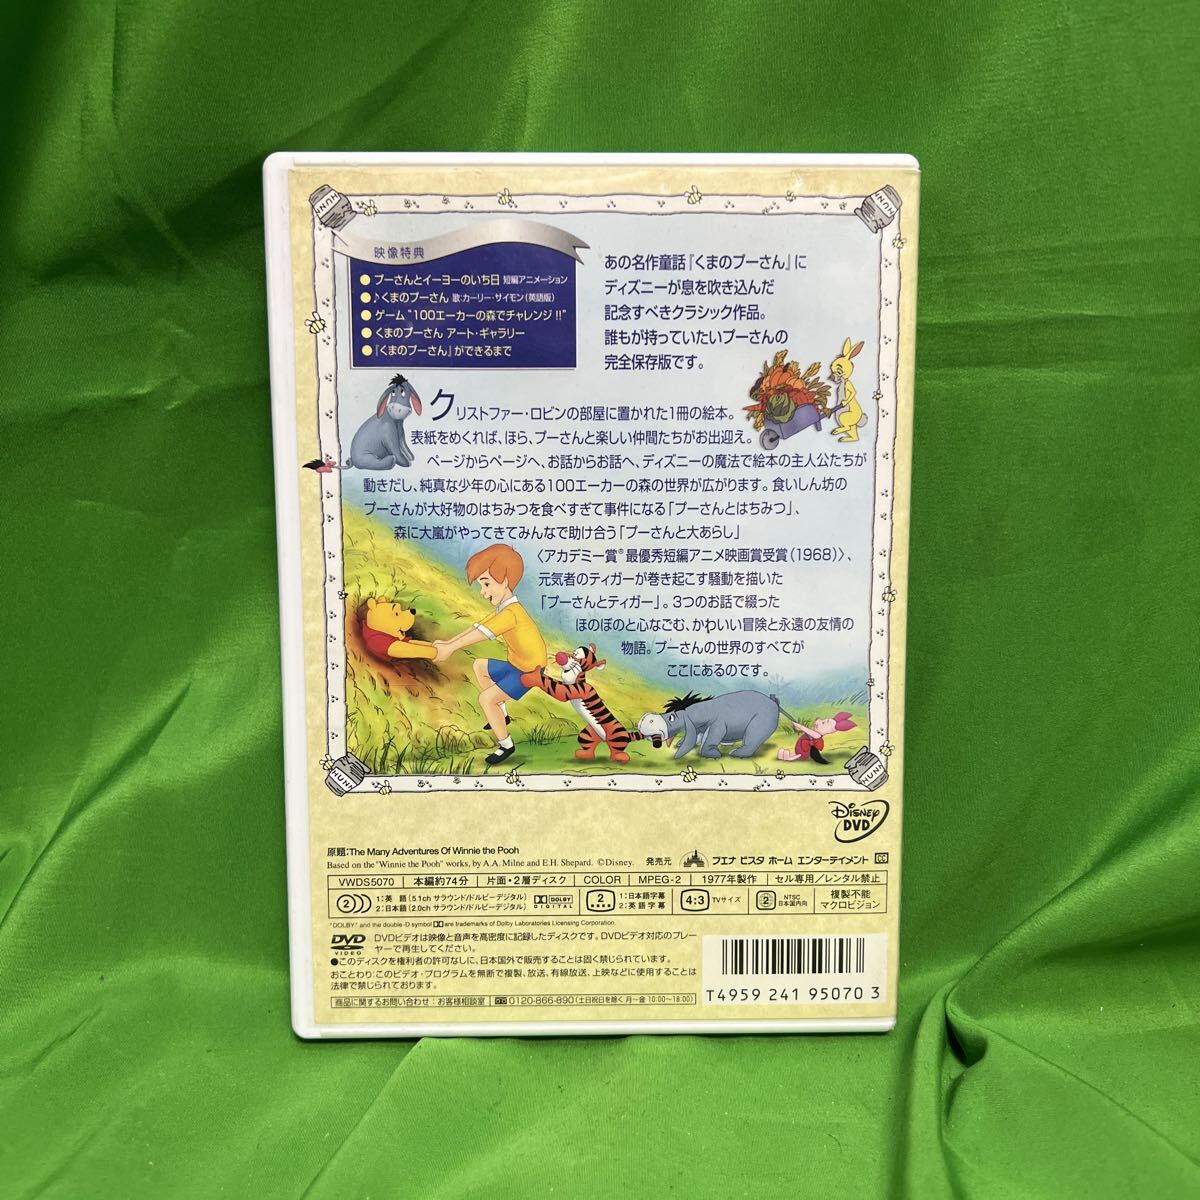 映像特典
●プーさんとイーヨーのいち日 短編アニメーション
●♪くまのプーさん 歌:カーリー・サイモン(英語版)
●ゲーム“100エーカーの森でチャレンジ!!”
●くまのプーさん アート・ギャラリー
●『くまのプーさん』ができるまで
あの名作童話『くまのプーさん』に
ディズニーが息を吹き込んだ
記念すべきクラシック作品。
誰もが持っていたいプーさんの
完全保存版です。
クリストファー・ロビンの部屋に置かれた1冊の絵本。
表紙をめくれば、ほら、プーさんと楽しい仲間たちがお出迎え。
ページからページへ、お話からお話へ、ディズニーの魔法で絵本の主人公たちが
動きだし、純真な少年の心にある100エーカーの森の世界が広がります。食いしん坊の
プーさんが大好物のはちみつを食べすぎて事件になる「プーさんとはちみつ」、
森に大嵐がやってきてみんなで助け合う「プーさんと大あらし」
〈アカデミー賞®最優秀短編アニメ映画賞受賞(1968)〉、
元気者のティガーが巻き起こす騒動を描いた
「プーさんとティガー」。3つのお話で綴った
ほのぼのと心なごむ、かわいい冒険と永遠の友情の
物語。プーさんの世界のすべてが
ここにあるのです。
HUNNY
HUNNY
HUNNY
HUNNY
Disney
DVD
原題:The Many Adventures Of Winnie the Pooh
Based on the "Winnie the Pooh" works, by A.A. Milne and E.H. Shepard. ©Disney.
発売元 ブエナ ビスタ ホーム エンターテイメント CC
VWDS5070 本編約74分 片面・2層ディスク COLOR MPEG-2 1977年製作 セル専用/レンタル禁止
2 1:英 語(5.1ch サラウンド/ドルビーデジタル)
2:日本語(2.0ch サラウンド/ドルビーデジタル)
DOLBY DIGITAL
2 1:日本語字幕
2:英語字幕
4:3 TVサイズ
2 NTSC 日本国内向
複製不能
マクロビジョン
"DOLBY" and the double-D symbol are trademarks of Dolby Laboratories Licensing Corporation.
DVD VIDEO
DVDビデオは映像と音声を高密度に記録したディスクです。DVDビデオ対応のプレー
ヤーで再生してください。
●このディスクを権利者の許可なしに、日本国外で販売することは固く禁じられています。
おことわり:このビデオ・プログラムを無断で複製、放送、有線放送、上映などに使用することは
法律で禁じられております。
商品に関するお問い合わせ:お客様相談室 0120-866-890(土日祝日を除く 月〜金 10:00〜18:00)
T4959 241 95070 3